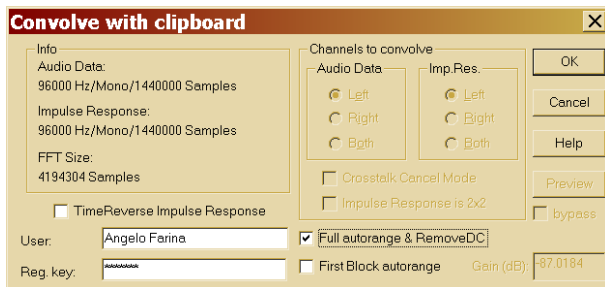 Convolve with clipboard
Info
Audio Data:
96000 Hz/Mono/1440000 Samples
Impulse Response:
96000 Hz/Mono/1440000 Samples
FFT Size:
4194304 Samples
TimeReverse Impulse Response
User: Angelo Farina
Reg. key: *******
Channels to convolve
Audio Data
Left
Right
Both
Imp.Res.
Left
Right
Both
Crosstalk Cancel Mode
Impulse Response is 2x2
Full autorange & RemoveDC
First Block autorange
Gain (dB): -87.0184
OK
Cancel
Help
Preview
bypass